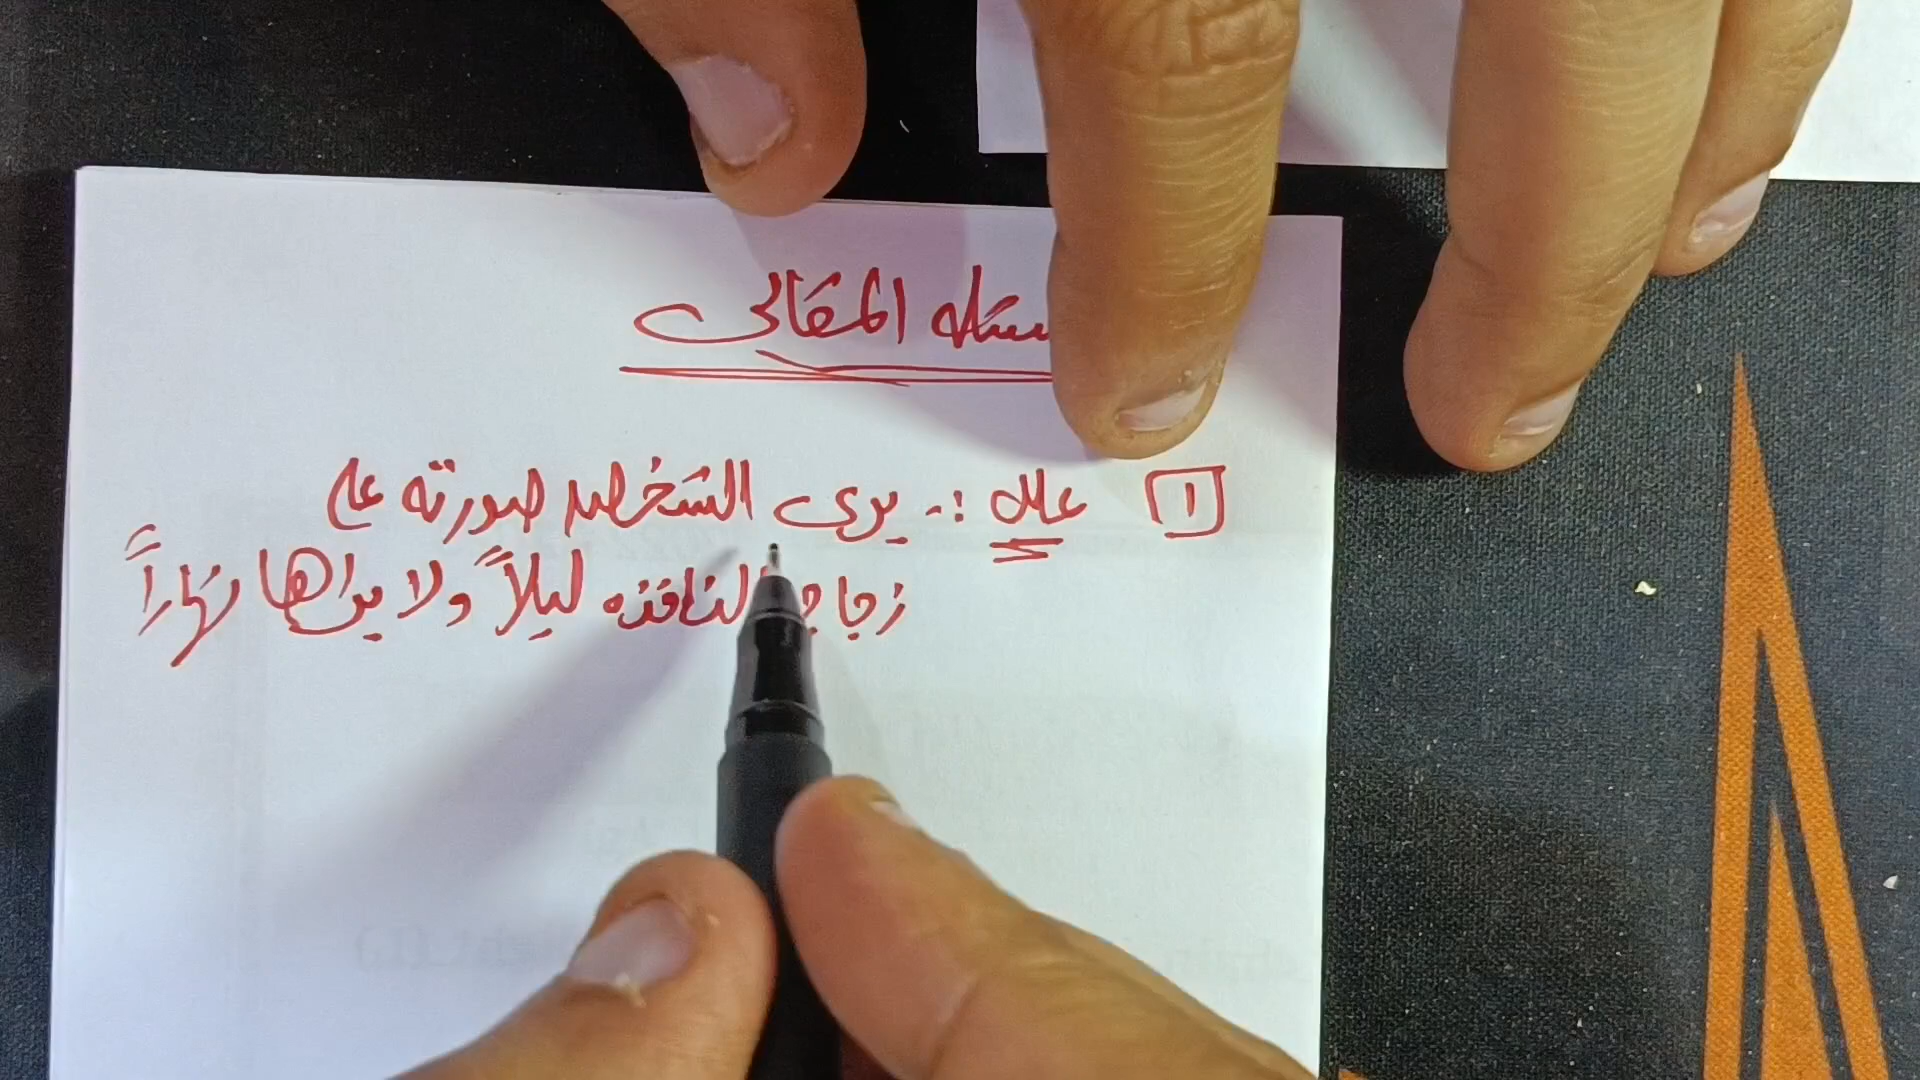 المقالى
١ علل :- يرى الشخص صورته على
زجاج النافذه ليلاً ولا يراها نهاراً